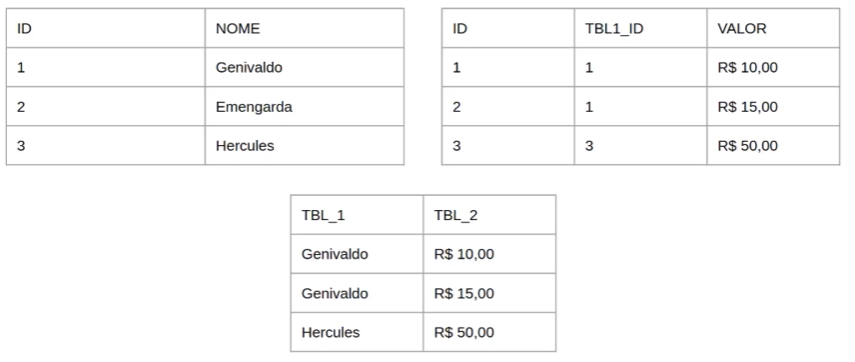 ID NOME
1 Genivaldo
2 Emengarda
3 Hercules
ID TBL1_ID VALOR
1 1 R$ 10,00
2 1 R$ 15,00
3 3 R$ 50,00
TBL_1 TBL_2
Genivaldo R$ 10,00
Genivaldo R$ 15,00
Hercules R$ 50,00